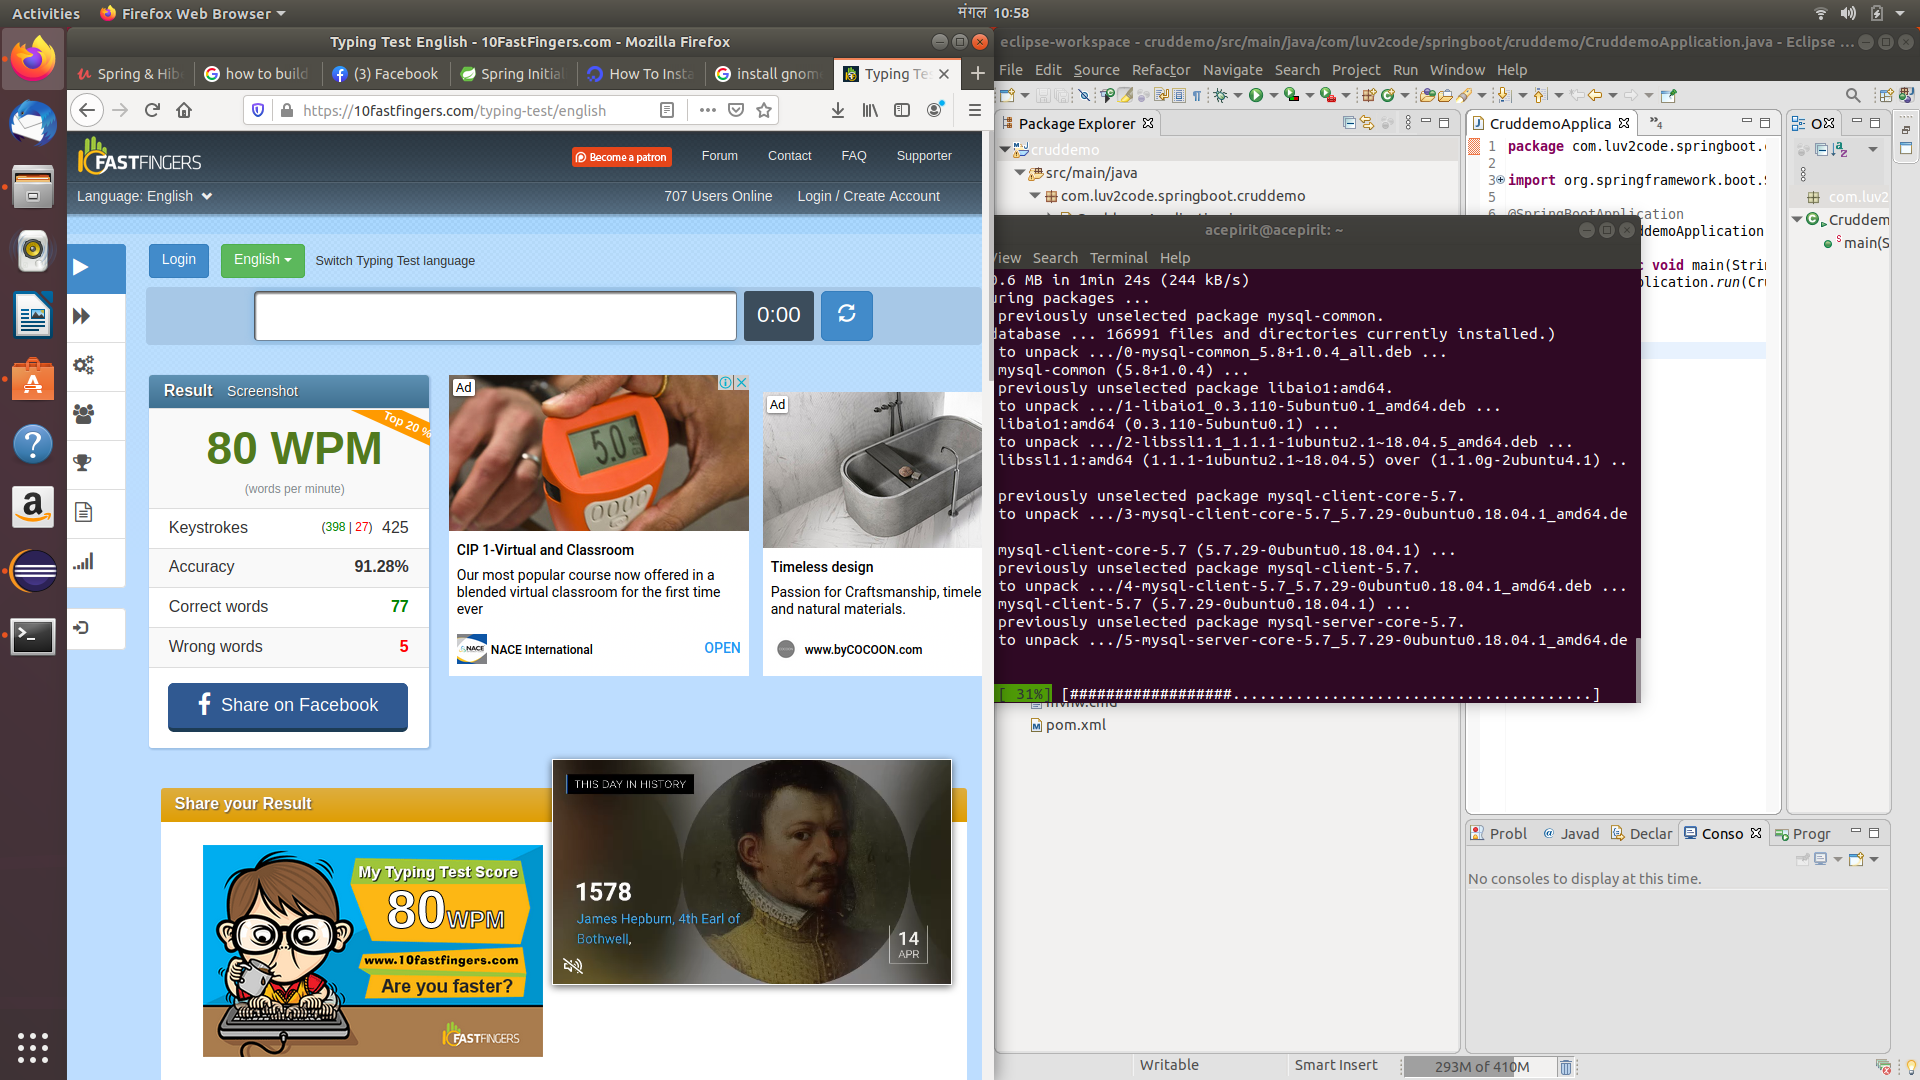 Activities
Firefox Web Browser
मंगल 10:58
Typing Test English - 10FastFingers.com - Mozilla Firefox
Spring & Hib
how to build
(3) Facebook
Spring Initial
How To Insta
install gnom
Typing Te
https://10fastfingers.com/typing-test/english
10FASTFINGERS
Become a patron
Forum
Contact
FAQ
Supporter
Language: English
707 Users Online
Login / Create Account
Login
English
Switch Typing Test language
0:00
Result
Screenshot
Top 20 %
80 WPM
(words per minute)
Keystrokes (398 | 27) 425
Accuracy 91.28%
Correct words 77
Wrong words 5
Share on Facebook
Ad
5.0
CIP 1-Virtual and Classroom
Our most popular course now offered in a
blended virtual classroom for the first time
ever
NACE
NACE International
OPEN
Ad
Timeless design
Passion for Craftsmanship, timele
and natural materials.
www.byCOCOON.com
Share your Result
My Typing Test Score
80 WPM
www.10fastfingers.com
Are you faster?
10FASTFINGERS
THIS DAY IN HISTORY
1578
James Hepburn, 4th Earl of
Bothwell,
14
APR
eclipse-workspace - cruddemo/src/main/java/com/luv2code/springboot/cruddemo/CruddemoApplication.java - Eclipse ...
File Edit Source Refactor Navigate Search Project Run Window Help
Package Explorer
cruddemo
src/main/java
com.luv2code.springboot.cruddemo
CruddemoApplica
4
1 package com.luv2code.springboot.c
2
3 import org.springframework.boot.S
5
6 @SpringBootApplication
ddemoApplication
c void main(Strin
plication.run(Cru
O
com.luv2
Cruddem
main(S
acepirit@acepirit: ~
View Search Terminal Help
0.6 MB in 1min 24s (244 kB/s)
uring packages ...
previously unselected package mysql-common.
database ... 166991 files and directories currently installed.)
to unpack .../0-mysql-common_5.8+1.0.4_all.deb ...
mysql-common (5.8+1.0.4) ...
previously unselected package libaio1:amd64.
to unpack .../1-libaio1_0.3.110-5ubuntu0.1_amd64.deb ...
libaio1:amd64 (0.3.110-5ubuntu0.1) ...
to unpack .../2-libssl1.1_1.1.1-1ubuntu2.1~18.04.5_amd64.deb ...
libssl1.1:amd64 (1.1.1-1ubuntu2.1~18.04.5) over (1.1.0g-2ubuntu4.1) ..
previously unselected package mysql-client-core-5.7.
to unpack .../3-mysql-client-core-5.7_5.7.29-0ubuntu0.18.04.1_amd64.de
mysql-client-core-5.7 (5.7.29-0ubuntu0.18.04.1) ...
previously unselected package mysql-client-5.7.
to unpack .../4-mysql-client-5.7_5.7.29-0ubuntu0.18.04.1_amd64.deb ...
mysql-client-5.7 (5.7.29-0ubuntu0.18.04.1) ...
previously unselected package mysql-server-core-5.7.
to unpack .../5-mysql-server-core-5.7_5.7.29-0ubuntu0.18.04.1_amd64.de
[ 31%] [##################........................................]
mvnw.cmd
pom.xml
Probl
Javad
Declar
Conso
Progr
No consoles to display at this time.
Writable
Smart Insert
293M of 410M